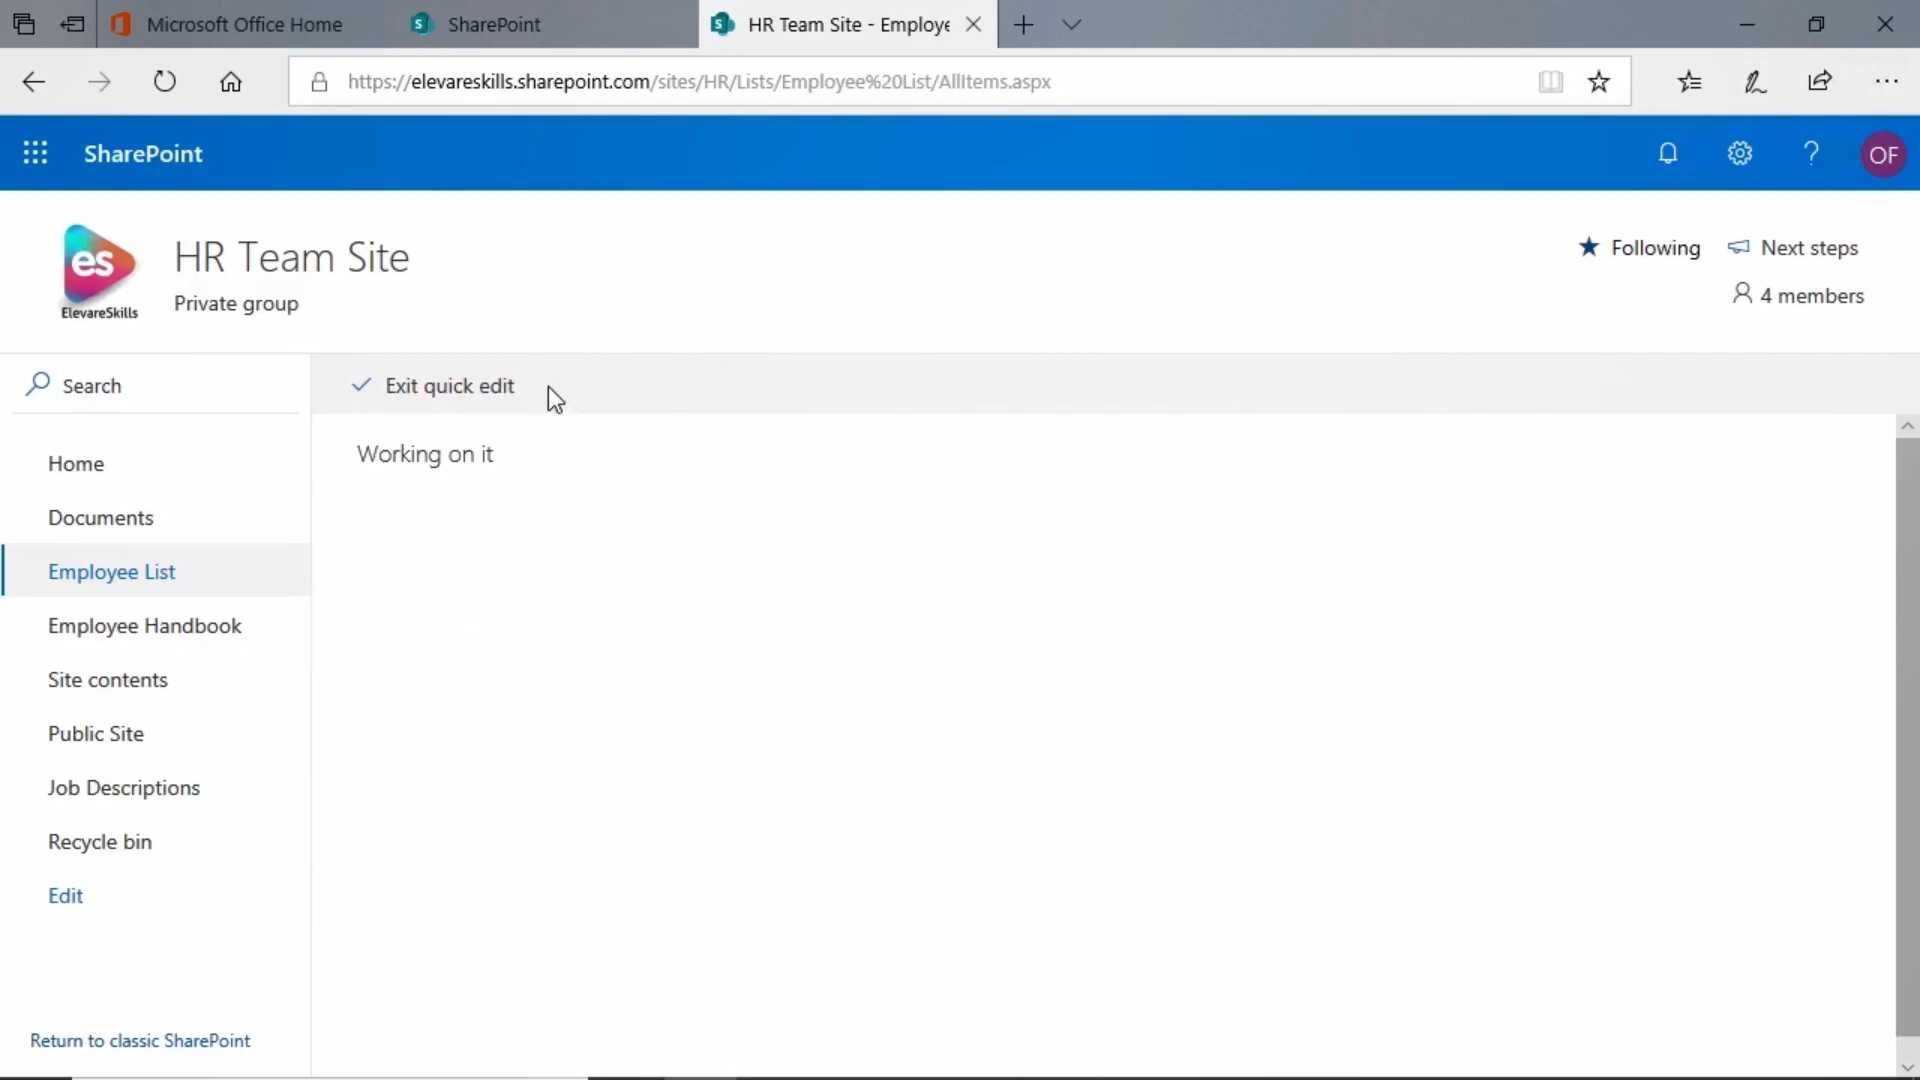 Microsoft Office Home
SharePoint
HR Team Site - Employe
https://elevareskills.sharepoint.com/sites/HR/Lists/Employee%20List/AllItems.aspx
SharePoint
OF
es
ElevareSkills
HR Team Site
Private group
Following
Next steps
4 members
Search
Exit quick edit
Working on it
Home
Documents
Employee List
Employee Handbook
Site contents
Public Site
Job Descriptions
Recycle bin
Edit
Return to classic SharePoint